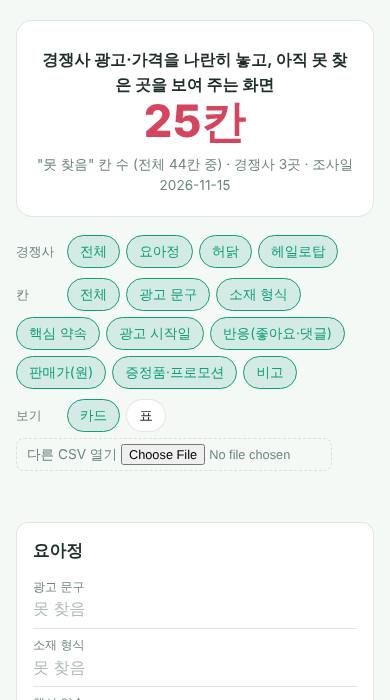 경쟁사 광고·가격을 나란히 놓고, 아직 못 찾
은 곳을 보여 주는 화면
25칸
"못 찾음" 칸 수 (전체 44칸 중) · 경쟁사 3곳 · 조사일
2026-11-15
경쟁사 전체 요아정 허닭 헤일로탑
칸 전체 광고 문구 소재 형식
핵심 약속 광고 시작일 반응(좋아요·댓글)
판매가(원) 증정품·프로모션 비고
보기 카드 표
다른 CSV 열기 Choose File No file chosen
요아정
광고 문구
못 찾음
소재 형식
못 찾음